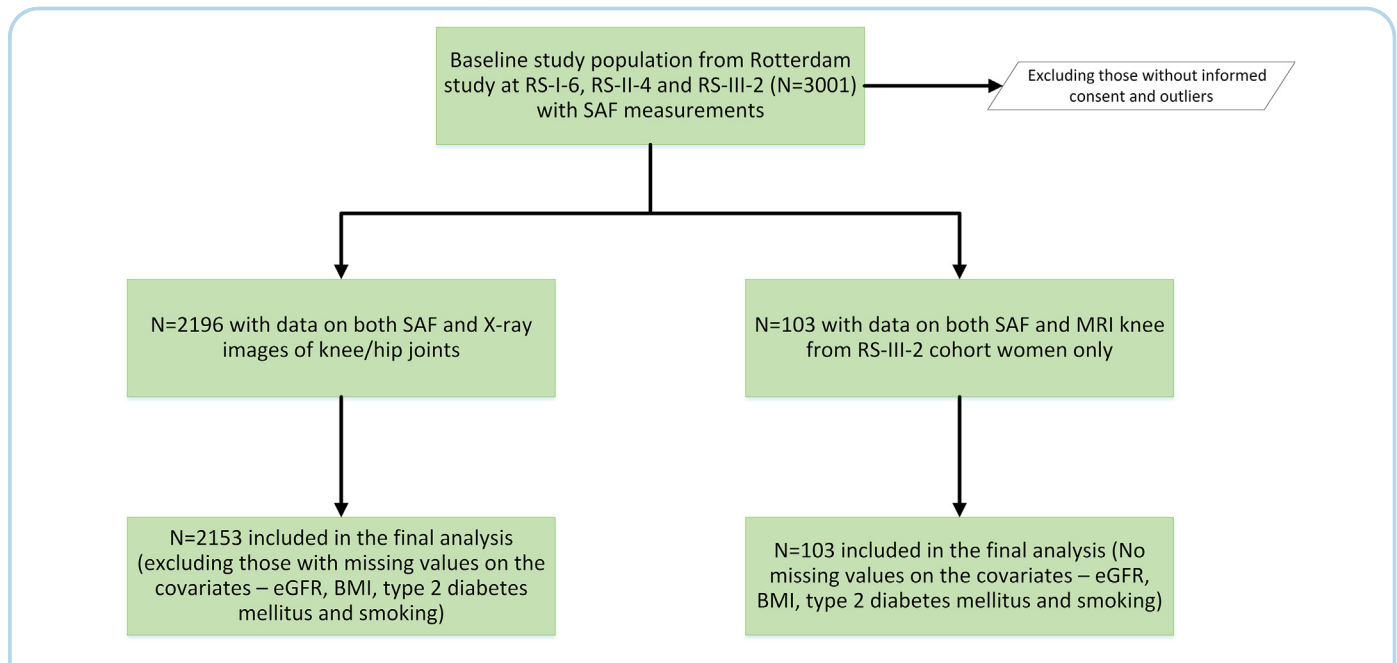 Baseline study population from Rotterdam
study at RS-I-6, RS-II-4 and RS-III-2 (N=3001)
with SAF measurements
Excluding those without informed
consent and outliers
N=2196 with data on both SAF and X-ray
images of knee/hip joints
N=103 with data on both SAF and MRI knee
from RS-III-2 cohort women only
N=2153 included in the final analysis
(excluding those with missing values on the
covariates – eGFR, BMI, type 2 diabetes
mellitus and smoking)
N=103 included in the final analysis (No
missing values on the covariates – eGFR,
BMI, type 2 diabetes mellitus and smoking)